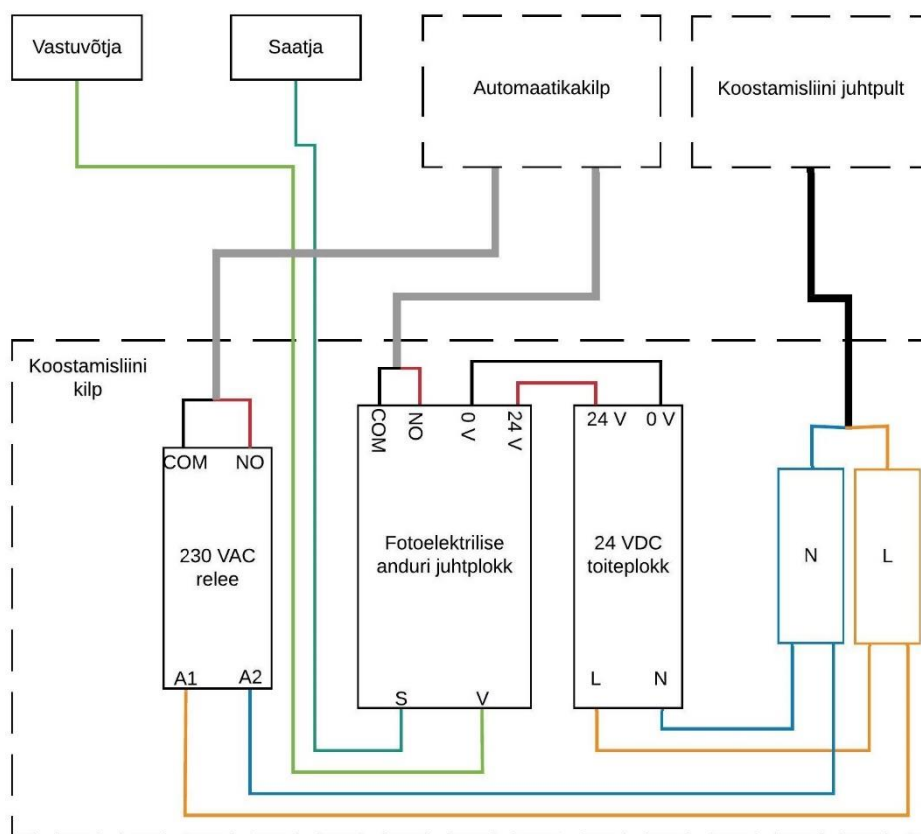 Vastuvõtja
Saatja
Automaatikakilp
Koostamisliini juhtpult
Koostamisliini
kilp
COM
NO
230 VAC
relee
A1
A2
COM
NO
0 V
24 V
Fotoelektrilise
anduri juhtplokk
S
V
24 V
0 V
24 VDC
toiteplokk
L
N
N
L